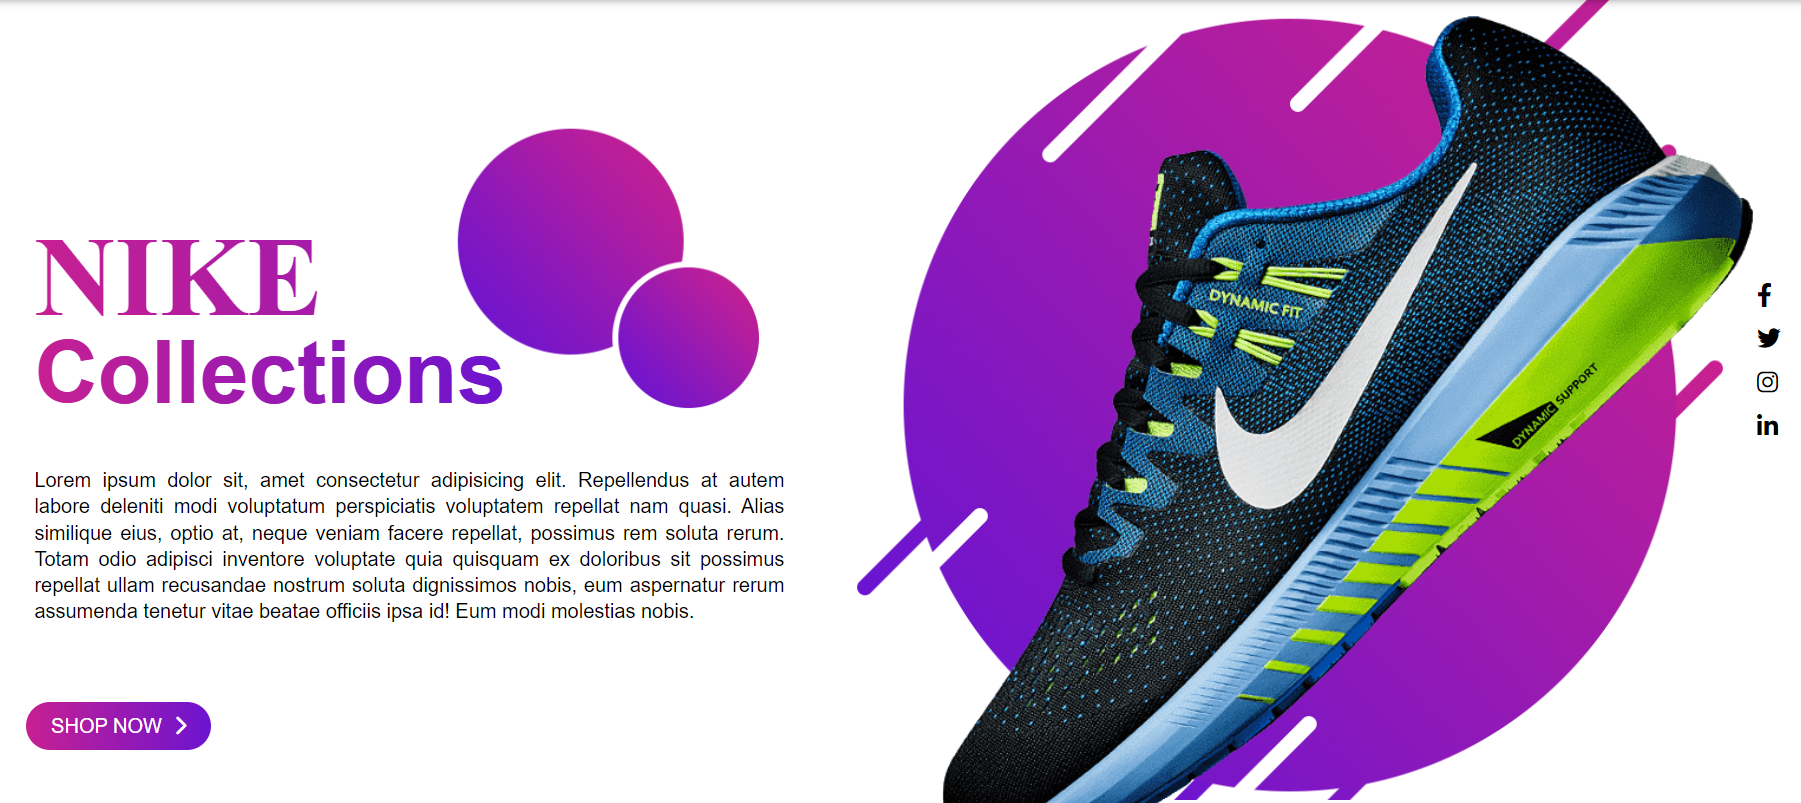 NIKE
Collections
Lorem ipsum dolor sit, amet consectetur adipisicing elit. Repellendus at autem
labore deleniti modi voluptatum perspiciatis voluptatem repellat nam quasi. Alias
similique eius, optio at, neque veniam facere repellat, possimus rem soluta rerum.
Totam odio adipisci inventore voluptate quia quisquam ex doloribus sit possimus
repellat ullam recusandae nostrum soluta dignissimos nobis, eum aspernatur rerum
assumenda tenetur vitae beatae officiis ipsa id! Eum modi molestias nobis.
SHOP NOW
DYNAMIC FIT
DYNAMIC SUPPORT